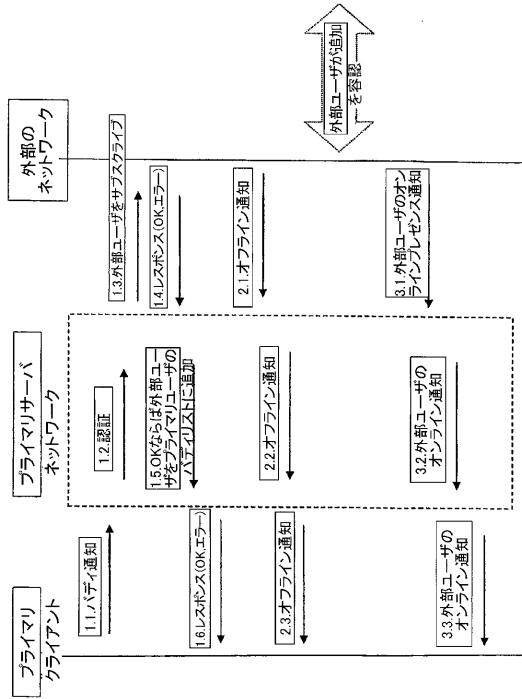 プライマリ
クライアント
プライマリサーバ
ネットワーク
外部の
ネットワーク
1.1.バディ通知
1.2.認証
1.3.外部ユーザをサブスクライブ
1.4.レスポンス(OK,エラー)
1.5.OKならば外部ユー
ザをプライマリユーザの
バディリストに追加
1.6.レスポンス(OK,エラー)
2.1.オフライン通知
2.2.オフライン通知
2.3.オフライン通知
外部ユーザが追加
を容認
3.1.外部ユーザのオン
ラインプレゼンス通知
3.2.外部ユーザの
オンライン通知
3.3.外部ユーザの
オンライン通知